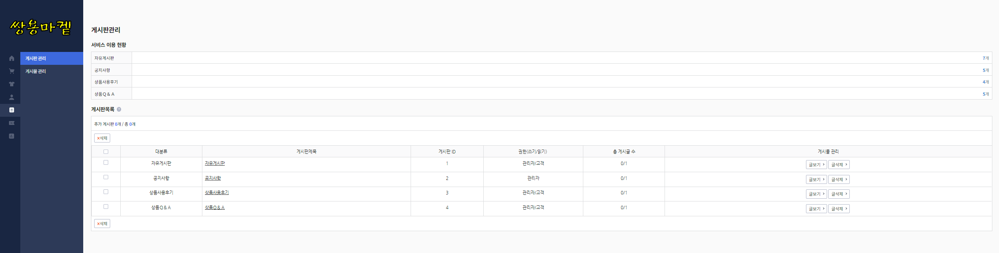 쌍용마켙
게시판 관리
게시물 관리
게시판관리
서비스 이용 현황
자유게시판 7개
공지사항 5개
상품사용후기 4개
상품Q & A 5개
게시판목록 ?
추가 게시판 0개 / 총 0개
x삭제
대분류 게시판제목 게시판 ID 권한(쓰기/읽기) 총 게시글 수 게시물 관리
자유게시판 자유게시판 1 관리자/고객 0/1 글보기 글삭제
공지사항 공지사항 2 관리자 0/1 글보기 글삭제
상품사용후기 상품사용후기 3 관리자/고객 0/1 글보기 글삭제
상품Q & A 상품Q & A 4 관리자/고객 0/1 글보기 글삭제
x삭제